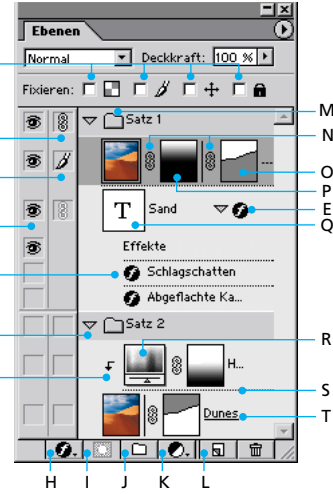 Ebenen
Normal Deckkraft: 100 %
Fixieren:
M
Satz 1
N
...
O
P
T Sand
E
Q
Effekte
Schlagschatten
Abgeflachte Ka...
Satz 2
R
H...
S
Dunes
T
H I J K L